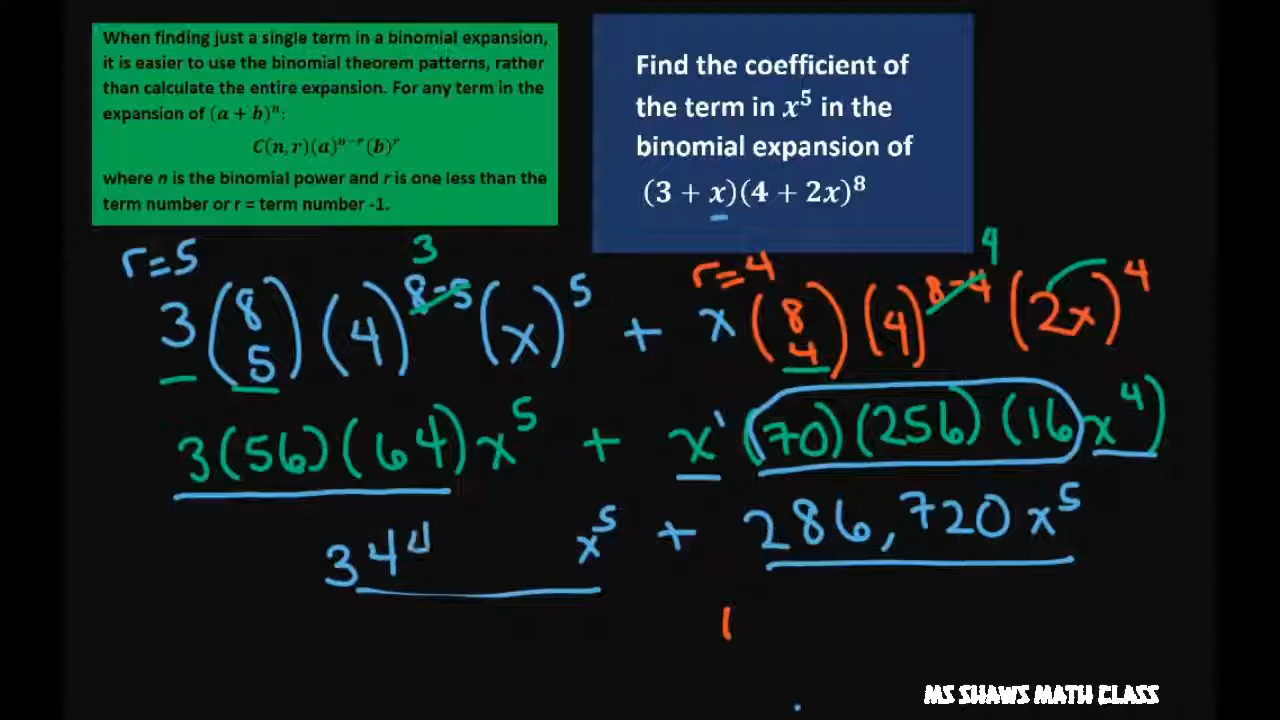 When finding just a single term in a binomial expansion,
it is easier to use the binomial theorem patterns, rather
than calculate the entire expansion. For any term in the
expansion of (a + b)ⁿ:
C(n, r)(a)ⁿ⁻ʳ(b)ʳ
where n is the binomial power and r is one less than the
term number or r = term number -1.
Find the coefficient of
the term in x⁵ in the
binomial expansion of
(3 + x)(4 + 2x)⁸
r=5 r=4
3 4
3 (8 5) (4)⁸⁻⁵ (x)⁵ + x (8 4) (4)⁸⁻⁴ (2x)⁴
3(56)(64)x⁵ + x¹ (70)(256)(16x⁴)
344 x⁵ + 286,720x⁵
MS SHAWS MATH CLASS